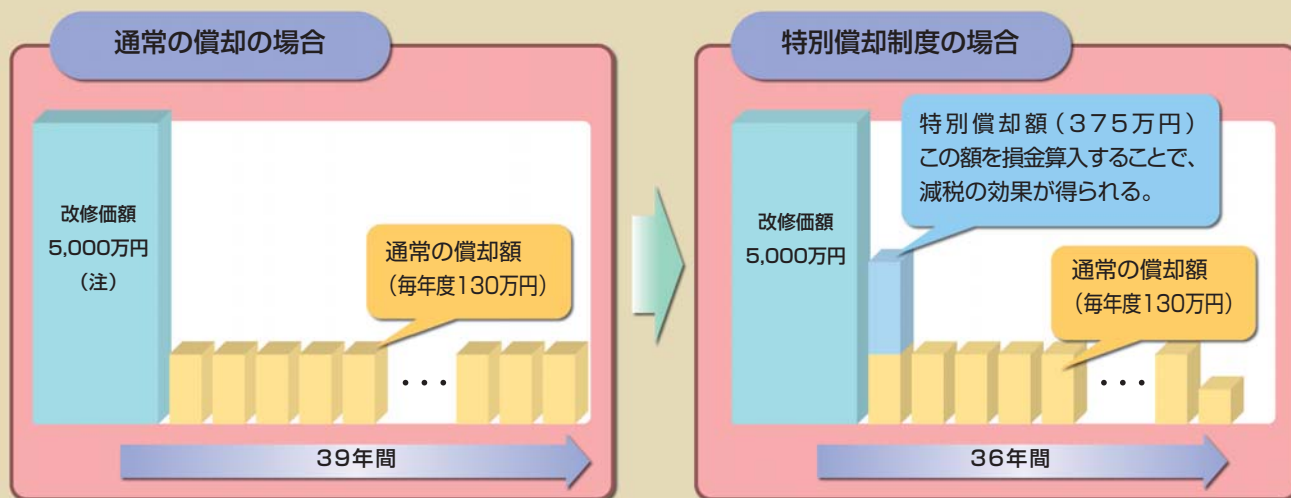 通常の償却の場合
改修価額
5,000万円
（注）
通常の償却額
（毎年度130万円）
・・・
39年間
特別償却制度の場合
特別償却額（375万円）
この額を損金算入することで、
減税の効果が得られる。
改修価額
5,000万円
通常の償却額
（毎年度130万円）
・・・
36年間